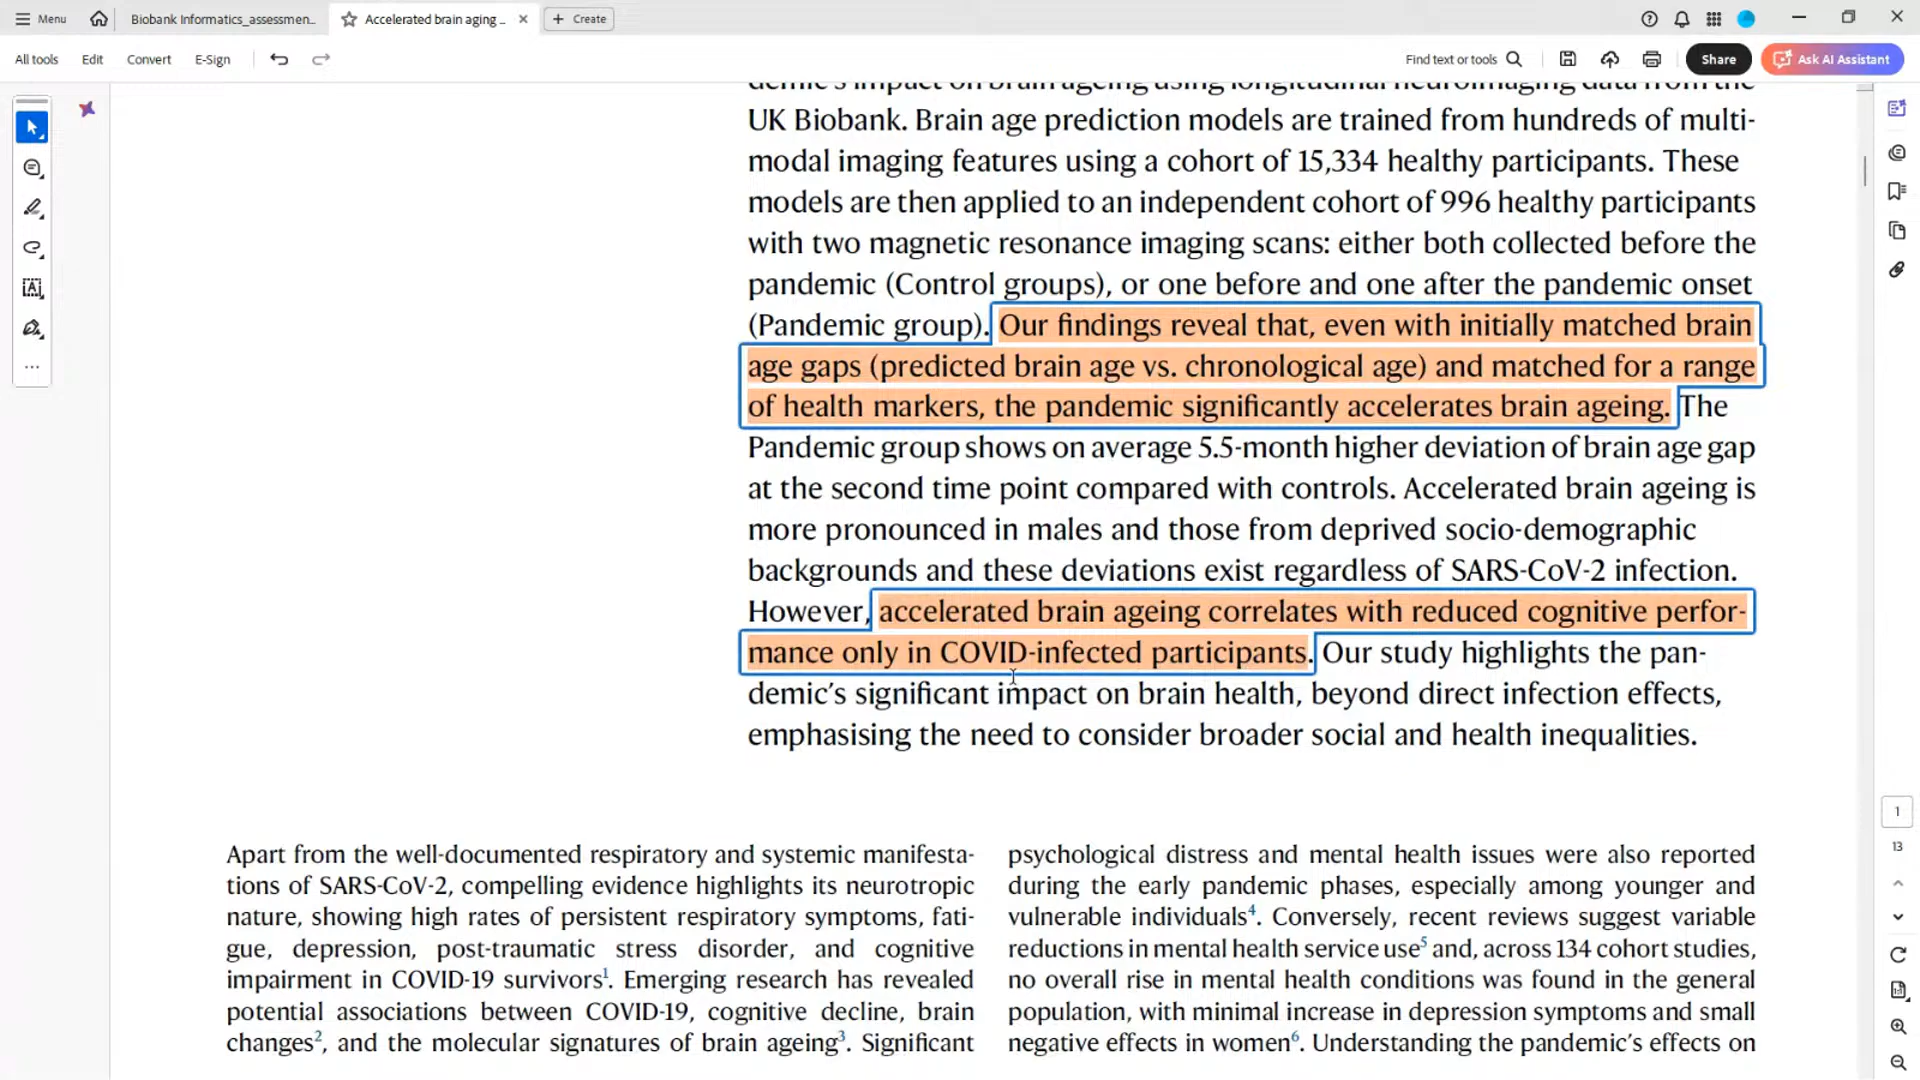 Menu
Biobank Informatics_assessmen...
Accelerated brain aging ...
Create
All tools
Edit
Convert
E-Sign
Find text or tools
Share
Ask AI Assistant
demic's impact on brain ageing using longitudinal neuroimaging data from the
UK Biobank. Brain age prediction models are trained from hundreds of multi-
modal imaging features using a cohort of 15,334 healthy participants. These
models are then applied to an independent cohort of 996 healthy participants
with two magnetic resonance imaging scans: either both collected before the
pandemic (Control groups), or one before and one after the pandemic onset
(Pandemic group). Our findings reveal that, even with initially matched brain
age gaps (predicted brain age vs. chronological age) and matched for a range
of health markers, the pandemic significantly accelerates brain ageing. The
Pandemic group shows on average 5.5-month higher deviation of brain age gap
at the second time point compared with controls. Accelerated brain ageing is
more pronounced in males and those from deprived socio-demographic
backgrounds and these deviations exist regardless of SARS-CoV-2 infection.
However, accelerated brain ageing correlates with reduced cognitive perfor-
mance only in COVID-infected participants. Our study highlights the pan-
demic's significant impact on brain health, beyond direct infection effects,
emphasising the need to consider broader social and health inequalities.
Apart from the well-documented respiratory and systemic manifesta-
tions of SARS-CoV-2, compelling evidence highlights its neurotropic
nature, showing high rates of persistent respiratory symptoms, fati-
gue, depression, post-traumatic stress disorder, and cognitive
impairment in COVID-19 survivors1. Emerging research has revealed
potential associations between COVID-19, cognitive decline, brain
changes2, and the molecular signatures of brain ageing3. Significant
psychological distress and mental health issues were also reported
during the early pandemic phases, especially among younger and
vulnerable individuals4. Conversely, recent reviews suggest variable
reductions in mental health service use5 and, across 134 cohort studies,
no overall rise in mental health conditions was found in the general
population, with minimal increase in depression symptoms and small
negative effects in women6. Understanding the pandemic's effects on
1
13